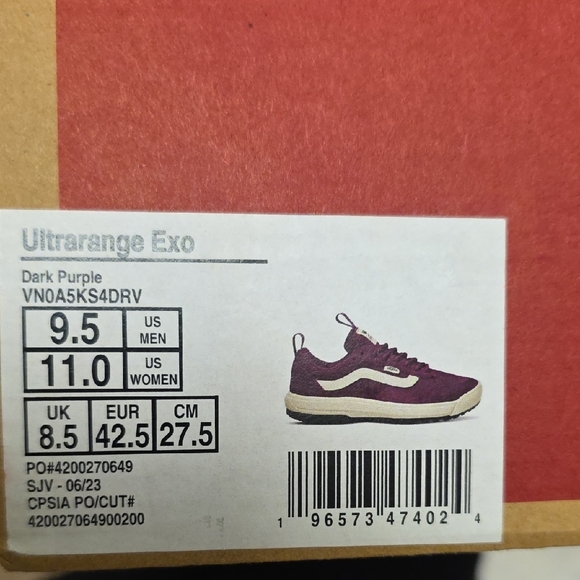 Ultrarange Exo
Dark Purple
VN0A5KS4DRV
9.5 US MEN
11.0 US WOMEN
UK EUR CM
8.5 42.5 27.5
PO#4200270649
SJV - 06/23
CPSIA PO/CUT#
420027064900200
1 96573 47402 4